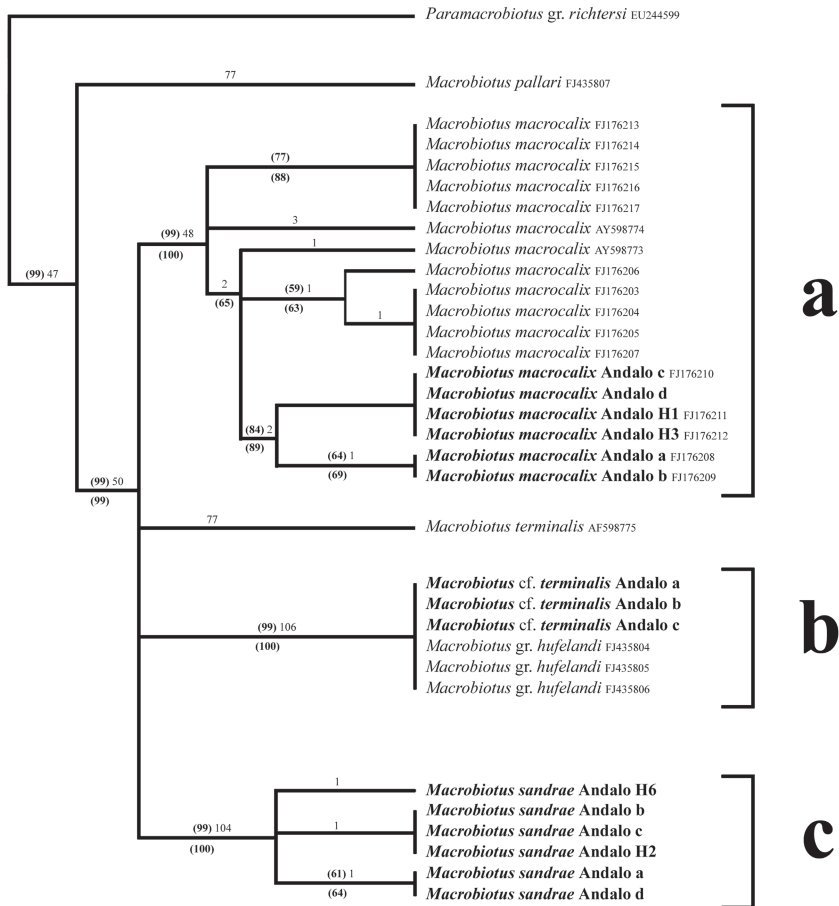 Paramacrobiotus gr. richtersi EU244599
77
Macrobiotus pallari FJ435807
Macrobiotus macrocalix FJ176213
Macrobiotus macrocalix FJ176214
(77)
Macrobiotus macrocalix FJ176215
(88)
Macrobiotus macrocalix FJ176216
Macrobiotus macrocalix FJ176217
3
Macrobiotus macrocalix AY598774
(99) 48
(100)
1
Macrobiotus macrocalix AY598773
(99) 47
Macrobiotus macrocalix FJ176206
2
(65)
(59) 1
(63)
Macrobiotus macrocalix FJ176203
a
Macrobiotus macrocalix FJ176204
1
Macrobiotus macrocalix FJ176205
Macrobiotus macrocalix FJ176207
Macrobiotus macrocalix Andalo c FJ176210
Macrobiotus macrocalix Andalo d
Macrobiotus macrocalix Andalo H1 FJ176211
(84) 2
(89)
Macrobiotus macrocalix Andalo H3 FJ176212
(64) 1
(69)
Macrobiotus macrocalix Andalo a FJ176208
Macrobiotus macrocalix Andalo b FJ176209
(99) 50
(99)
77
Macrobiotus terminalis AF598775
Macrobiotus cf. terminalis Andalo a
Macrobiotus cf. terminalis Andalo b
Macrobiotus cf. terminalis Andalo c
b
(99) 106
(100)
Macrobiotus gr. hufelandi FJ435804
Macrobiotus gr. hufelandi FJ435805
Macrobiotus gr. hufelandi FJ435806
1
Macrobiotus sandrae Andalo H6
Macrobiotus sandrae Andalo b
(99) 104
(100)
1
Macrobiotus sandrae Andalo c
c
Macrobiotus sandrae Andalo H2
(61) 1
(64)
Macrobiotus sandrae Andalo a
Macrobiotus sandrae Andalo d